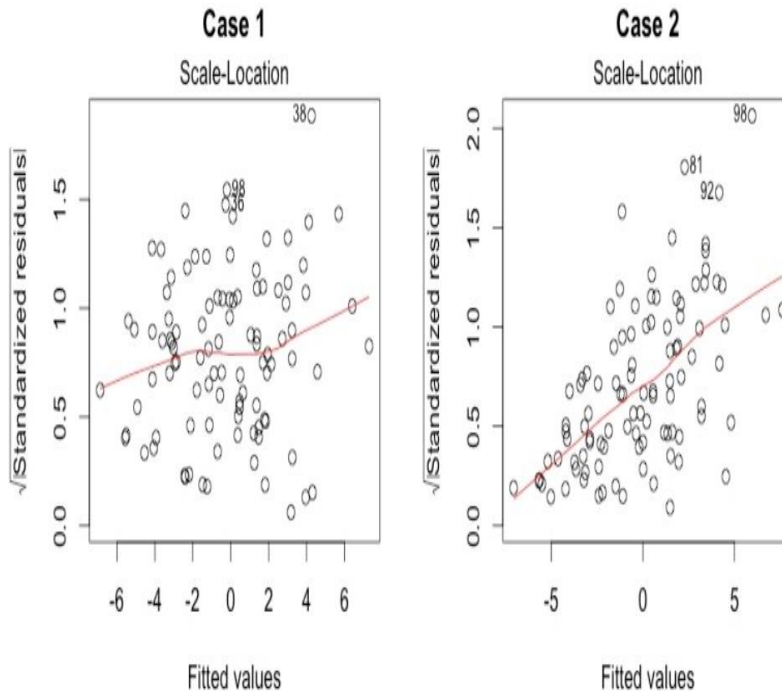 Case 1
Scale-Location
√|Standardized residuals|
0.0 0.5 1.0 1.5
38
98
36
-6 -4 -2 0 2 4 6
Fitted values
Case 2
Scale-Location
√|Standardized residuals|
0.0 0.5 1.0 1.5 2.0
98
81
92
-5 0 5
Fitted values